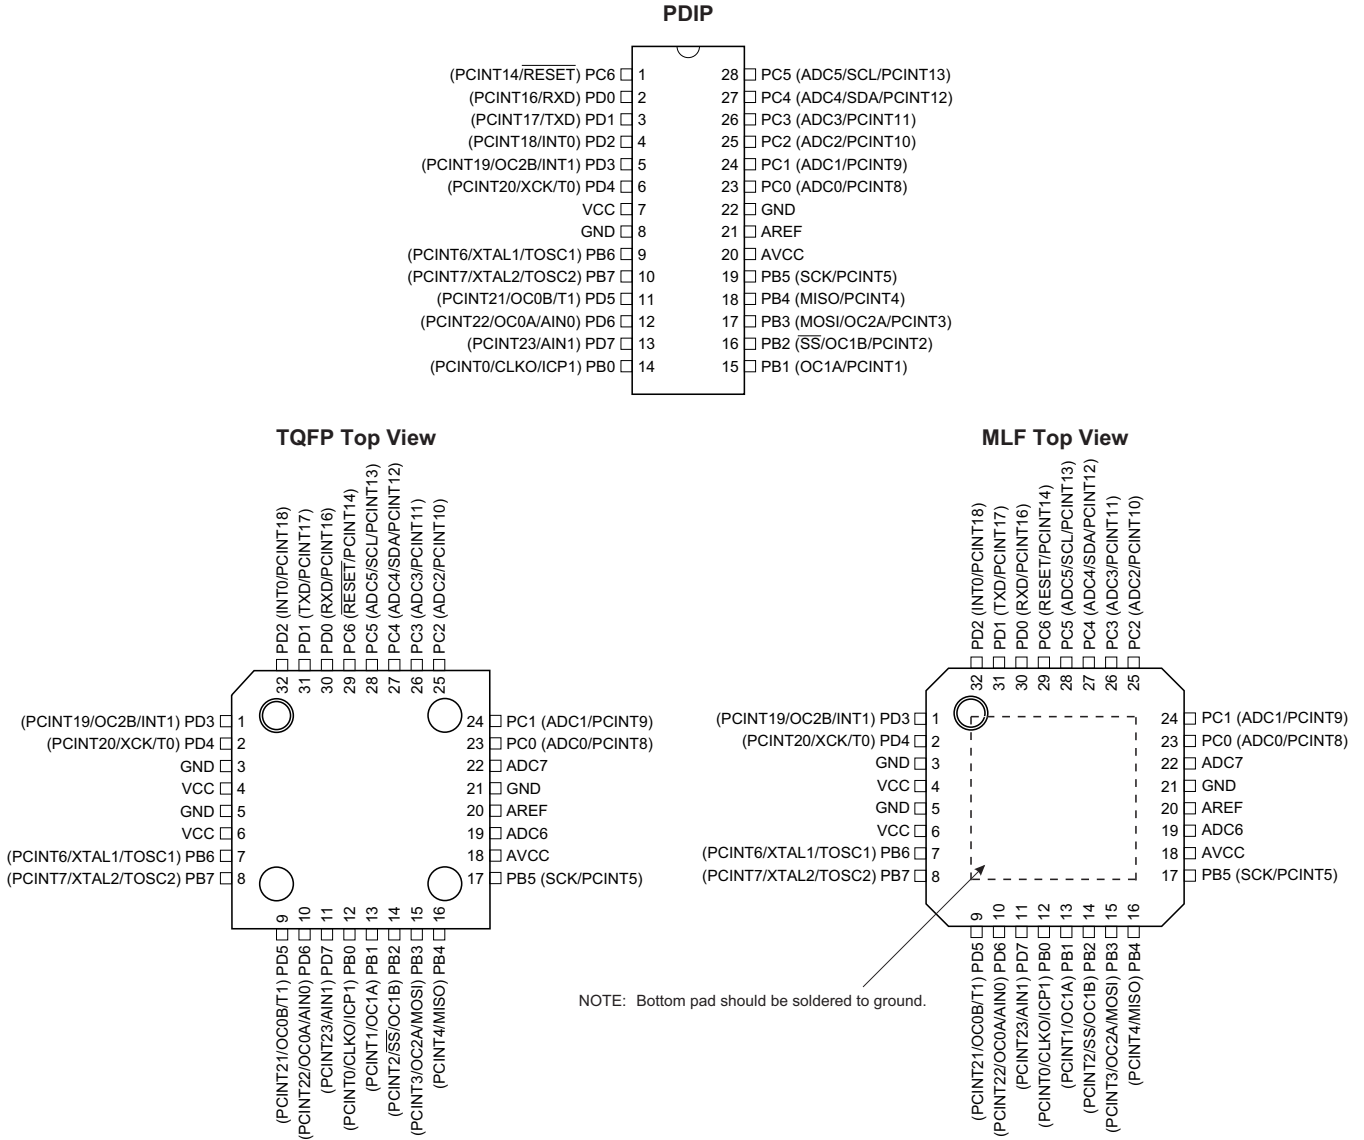 PDIP
(PCINT14/RESET) PC6 1
(PCINT16/RXD) PD0 2
(PCINT17/TXD) PD1 3
(PCINT18/INT0) PD2 4
(PCINT19/OC2B/INT1) PD3 5
(PCINT20/XCK/T0) PD4 6
VCC 7
GND 8
(PCINT6/XTAL1/TOSC1) PB6 9
(PCINT7/XTAL2/TOSC2) PB7 10
(PCINT21/OC0B/T1) PD5 11
(PCINT22/OC0A/AIN0) PD6 12
(PCINT23/AIN1) PD7 13
(PCINT0/CLKO/ICP1) PB0 14
28 PC5 (ADC5/SCL/PCINT13)
27 PC4 (ADC4/SDA/PCINT12)
26 PC3 (ADC3/PCINT11)
25 PC2 (ADC2/PCINT10)
24 PC1 (ADC1/PCINT9)
23 PC0 (ADC0/PCINT8)
22 GND
21 AREF
20 AVCC
19 PB5 (SCK/PCINT5)
18 PB4 (MISO/PCINT4)
17 PB3 (MOSI/OC2A/PCINT3)
16 PB2 (SS/OC1B/PCINT2)
15 PB1 (OC1A/PCINT1)
TQFP Top View
32 PD2 (INT0/PCINT18)
31 PD1 (TXD/PCINT17)
30 PD0 (RXD/PCINT16)
29 PC6 (RESET/PCINT14)
28 PC5 (ADC5/SCL/PCINT13)
27 PC4 (ADC4/SDA/PCINT12)
26 PC3 (ADC3/PCINT11)
25 PC2 (ADC2/PCINT10)
(PCINT19/OC2B/INT1) PD3 1
(PCINT20/XCK/T0) PD4 2
GND 3
VCC 4
GND 5
VCC 6
(PCINT6/XTAL1/TOSC1) PB6 7
(PCINT7/XTAL2/TOSC2) PB7 8
24 PC1 (ADC1/PCINT9)
23 PC0 (ADC0/PCINT8)
22 ADC7
21 GND
20 AREF
19 ADC6
18 AVCC
17 PB5 (SCK/PCINT5)
(PCINT21/OC0B/T1) PD5 9
(PCINT22/OC0A/AIN0) PD6 10
(PCINT23/AIN1) PD7 11
(PCINT0/CLKO/ICP1) PB0 12
(PCINT1/OC1A) PB1 13
(PCINT2/SS/OC1B) PB2 14
(PCINT3/OC2A/MOSI) PB3 15
(PCINT4/MISO) PB4 16
MLF Top View
32 PD2 (INT0/PCINT18)
31 PD1 (TXD/PCINT17)
30 PD0 (RXD/PCINT16)
29 PC6 (RESET/PCINT14)
28 PC5 (ADC5/SCL/PCINT13)
27 PC4 (ADC4/SDA/PCINT12)
26 PC3 (ADC3/PCINT11)
25 PC2 (ADC2/PCINT10)
(PCINT19/OC2B/INT1) PD3 1
(PCINT20/XCK/T0) PD4 2
GND 3
VCC 4
GND 5
VCC 6
(PCINT6/XTAL1/TOSC1) PB6 7
(PCINT7/XTAL2/TOSC2) PB7 8
24 PC1 (ADC1/PCINT9)
23 PC0 (ADC0/PCINT8)
22 ADC7
21 GND
20 AREF
19 ADC6
18 AVCC
17 PB5 (SCK/PCINT5)
(PCINT21/OC0B/T1) PD5 9
(PCINT22/OC0A/AIN0) PD6 10
(PCINT23/AIN1) PD7 11
(PCINT0/CLKO/ICP1) PB0 12
(PCINT1/OC1A) PB1 13
(PCINT2/SS/OC1B) PB2 14
(PCINT3/OC2A/MOSI) PB3 15
(PCINT4/MISO) PB4 16
NOTE: Bottom pad should be soldered to ground.